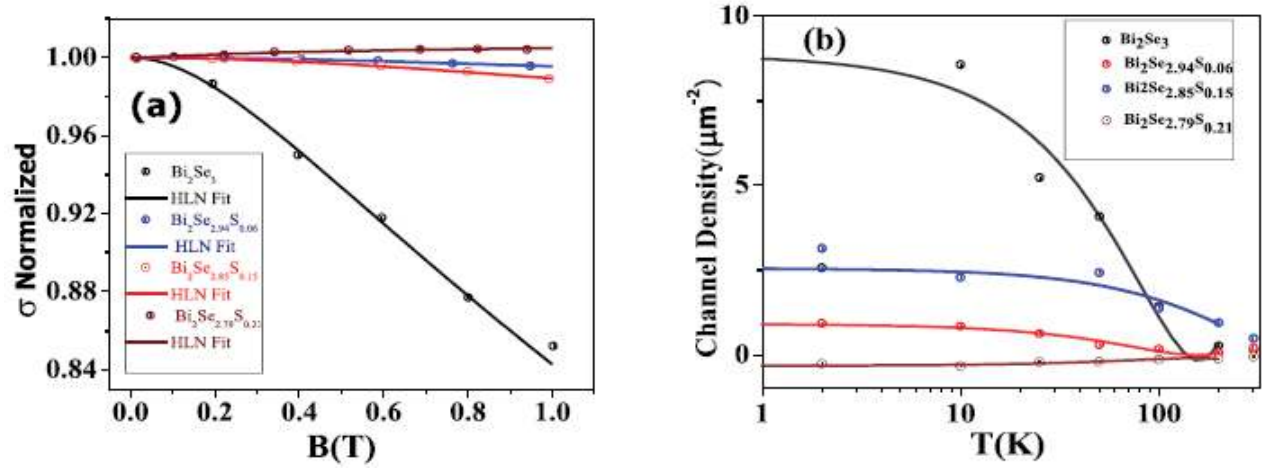 1.00
0.96
0.92
0.88
0.84
σ Normalized
(a)
Bi₂Se₃
HLN Fit
Bi₂Se₂.₉₄S₀.₀₆
HLN Fit
Bi₂Se₂.₈₅S₀.₁₅
HLN Fit
Bi₂Se₂.₇₉S₀.₂₁
HLN Fit
0.0 0.2 0.4 0.6 0.8 1.0
B(T)
(b)
10
5
0
Channel Density(μm⁻²)
Bi₂Se₃
Bi₂Se₂.₉₄S₀.₀₆
Bi2Se₂.₈₅S₀.₁₅
Bi₂Se₂.₇₉S₀.₂₁
1 10 100
T(K)